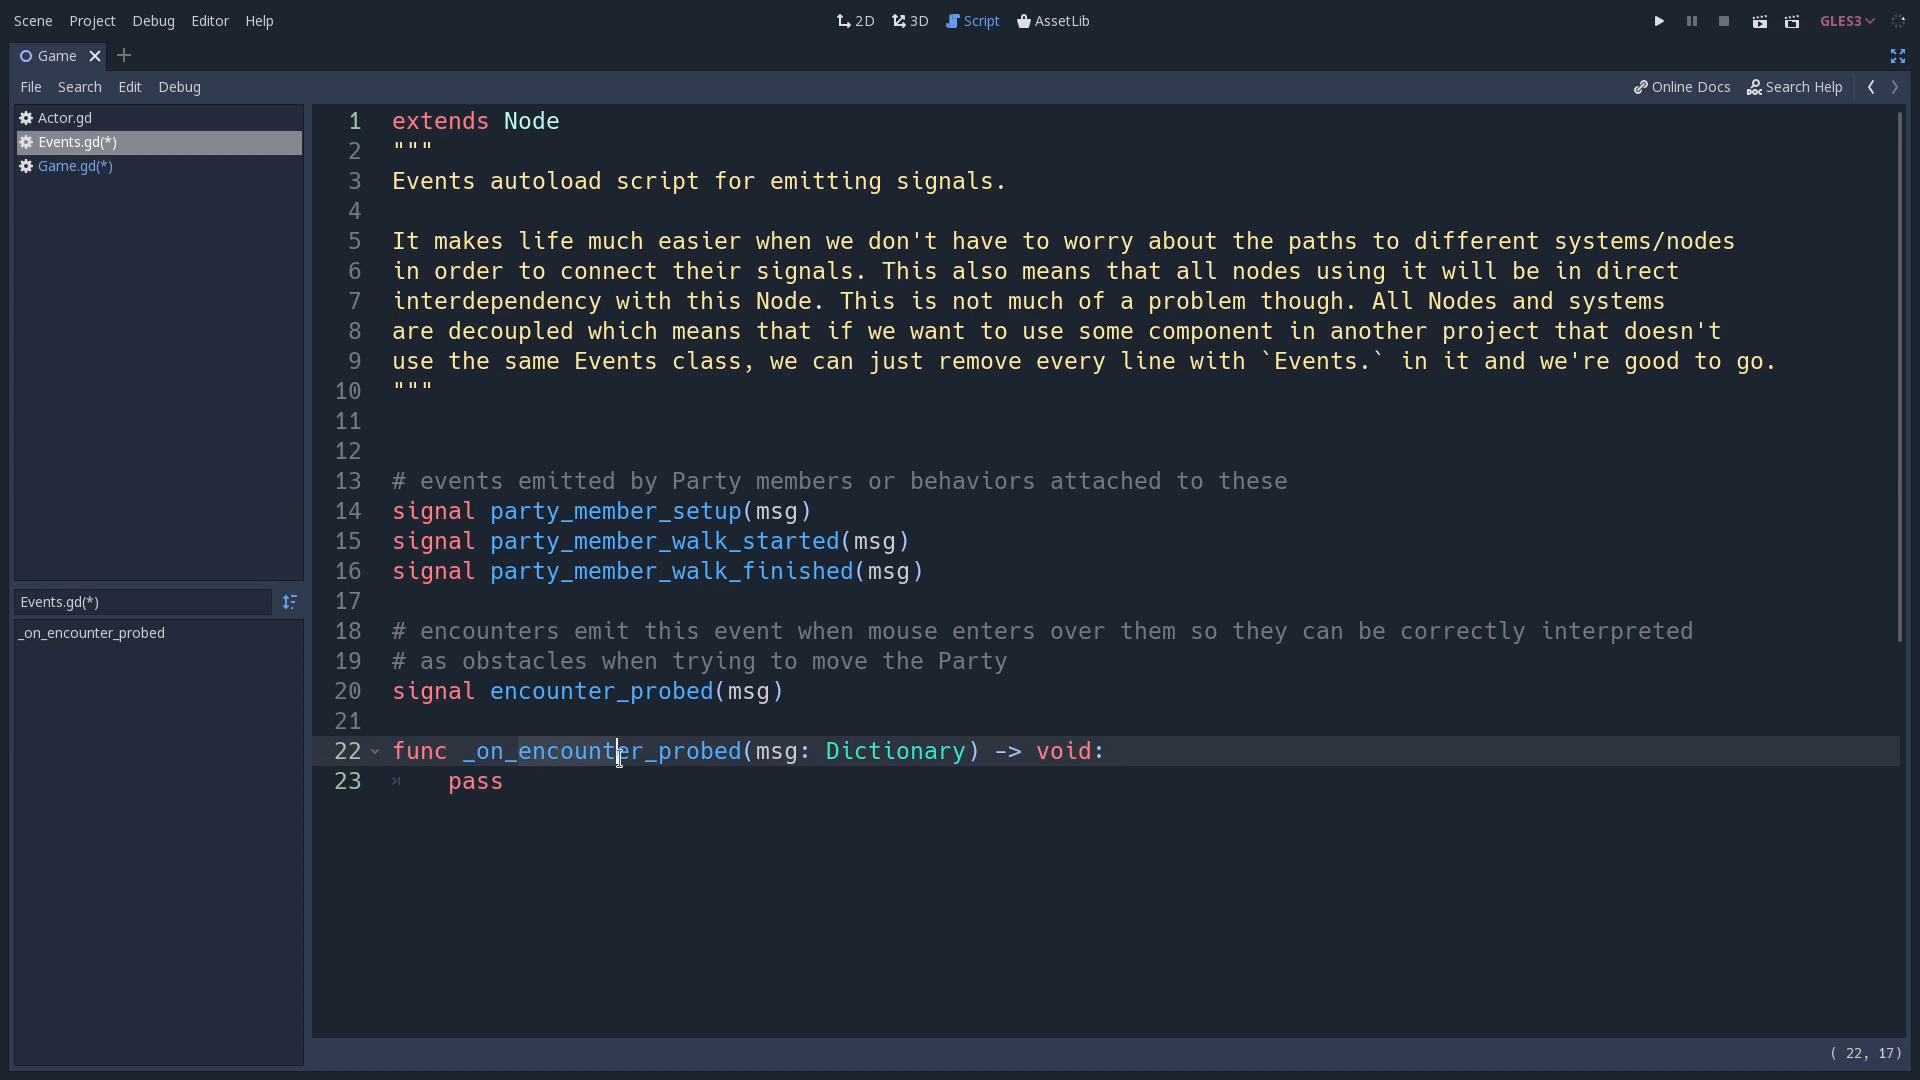 Scene Project Debug Editor Help 2D 3D Script AssetLib GLES3
Game
File Search Edit Debug Online Docs Search Help
Actor.gd
Events.gd(*)
Game.gd(*)
Events.gd(*)
_on_encounter_probed
1 extends Node
2 """
3 Events autoload script for emitting signals.
4
5 It makes life much easier when we don't have to worry about the paths to different systems/nodes
6 in order to connect their signals. This also means that all nodes using it will be in direct
7 interdependency with this Node. This is not much of a problem though. All Nodes and systems
8 are decoupled which means that if we want to use some component in another project that doesn't
9 use the same Events class, we can just remove every line with `Events.` in it and we're good to go.
10 """
11
12
13 # events emitted by Party members or behaviors attached to these
14 signal party_member_setup(msg)
15 signal party_member_walk_started(msg)
16 signal party_member_walk_finished(msg)
17
18 # encounters emit this event when mouse enters over them so they can be correctly interpreted
19 # as obstacles when trying to move the Party
20 signal encounter_probed(msg)
21
22 func _on_encounter_probed(msg: Dictionary) -> void:
23 pass
( 22, 17)